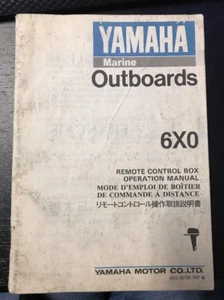 YAMAHA
Marine
Outboards
6X0
REMOTE CONTROL BOX
OPERATION MANUAL
MODE D'EMPLOI DE BOÎTIER
DE COMMANDE À DISTANCE
リモートコントロール操作取扱説明書
YAMAHA MOTOR CO.,LTD.